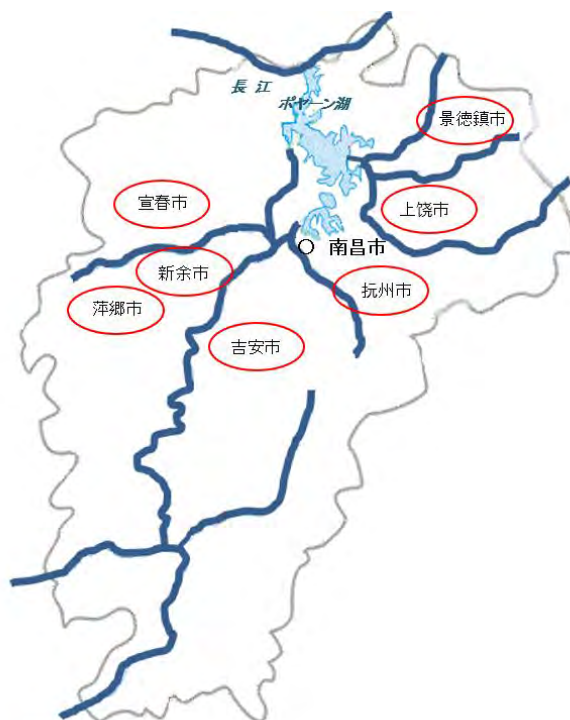 長 江
ポヤーン湖
景徳鎮市
宣春市
上饶市
南昌市
新余市
抚州市
萍郷市
吉安市